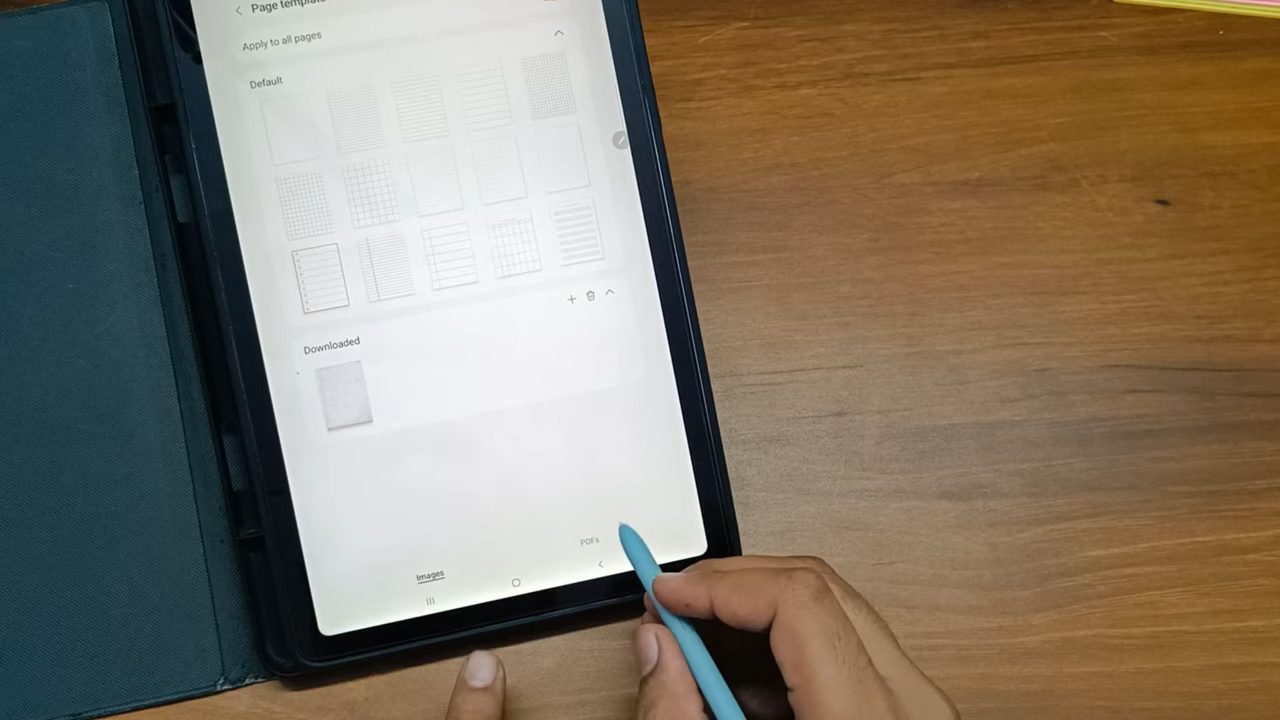 Page template
Apply to all pages
Default
Downloaded
Images
PDFs